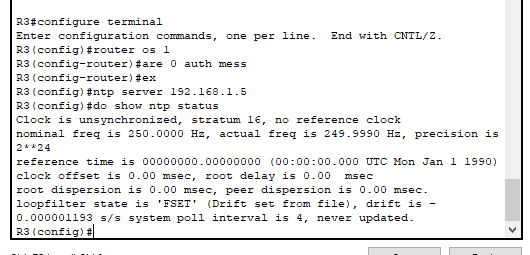 R3#configure terminal
Enter configuration commands, one per line.  End with CNTL/Z.
R3(config)#router os 1
R3(config-router)#are 0 auth mess
R3(config-router)#ex
R3(config)#ntp server 192.168.1.5
R3(config)#do show ntp status
Clock is unsynchronized, stratum 16, no reference clock
nominal freq is 250.0000 Hz, actual freq is 249.9990 Hz, precision is
2**24
reference time is 00000000.00000000 (00:00:00.000 UTC Mon Jan 1 1990)
clock offset is 0.00 msec, root delay is 0.00  msec
root dispersion is 0.00 msec, peer dispersion is 0.00 msec.
loopfilter state is 'FSET' (Drift set from file), drift is -
0.000001193 s/s system poll interval is 4, never updated.
R3(config)#